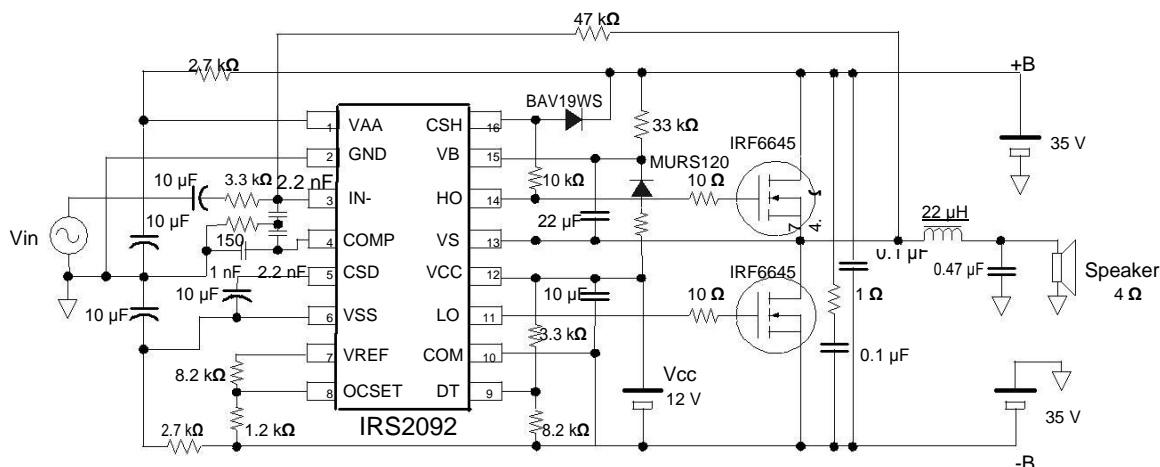 47 kΩ
2.7 kΩ
+B
BAV19WS
1 VAA
CSH 16
33 kΩ
IRF6645
35 V
2 GND
VB 15
MURS120
10 µF
3.3 kΩ
2.2 nF
3 IN-
HO 14
10 kΩ
10 Ω
10 µF
22 µF
7
4.
22 µH
Vin
150
4 COMP
VS 13
0.1 µF
1 nF
2.2 nF
5 CSD
VCC 12
IRF6645
0.47 µF
Speaker
4 Ω
10 µF
10 µF
10 Ω
1 Ω
10 µF
6 VSS
LO 11
3.3 kΩ
0.1 µF
7 VREF
COM 10
8.2 kΩ
Vcc
12 V
8 OCSET
DT 9
35 V
IRS2092
2.7 kΩ
1.2 kΩ
8.2 kΩ
-B